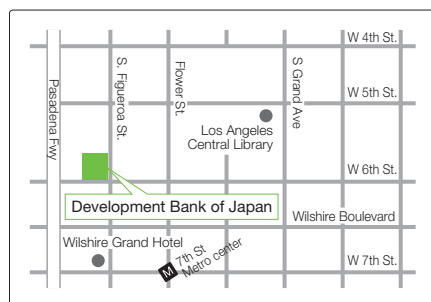 W 4th St.
Pasadena Fwy
S. Figueroa St.
Flower St.
S Grand Ave
W 5th St.
Los Angeles
Central Library
W 6th St.
Development Bank of Japan
Wilshire Boulevard
Wilshire Grand Hotel
M
7th St
Metro center
W 7th St.